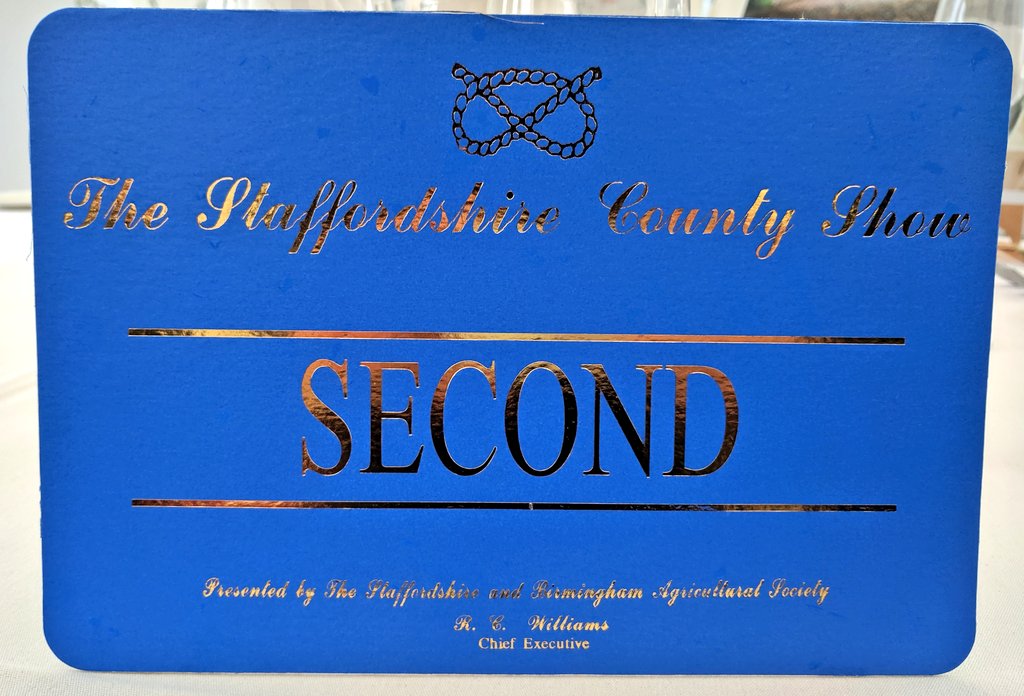 The Staffordshire County Show
SECOND
Presented by The Staffordshire and Birmingham Agricultural Society
R. C. Williams
Chief Executive